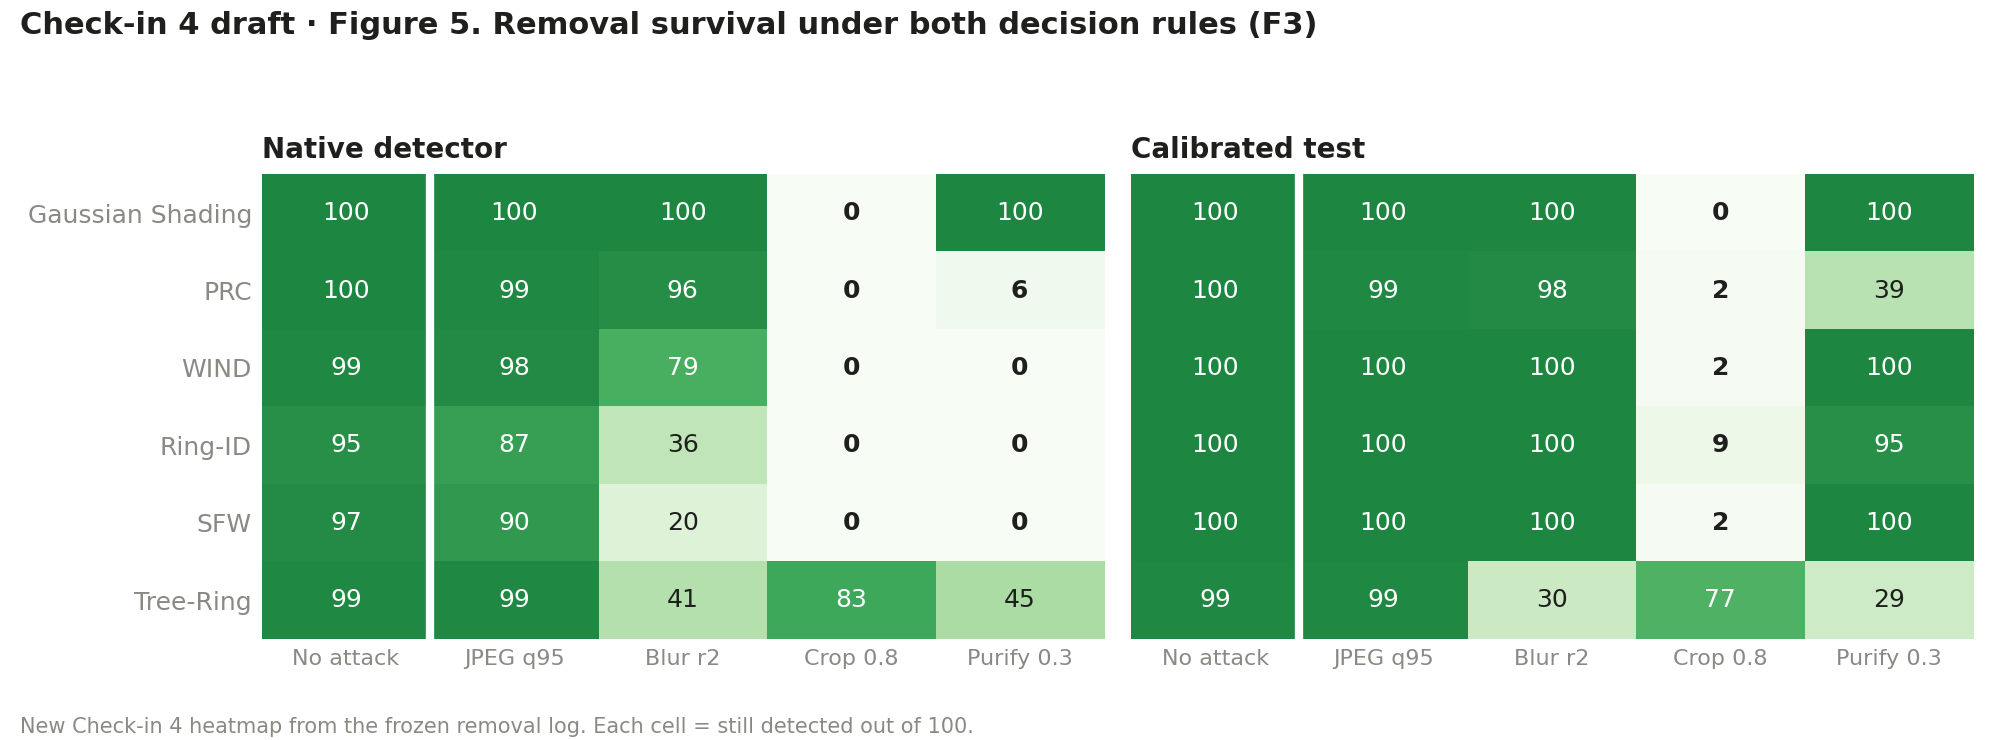 Check-in 4 draft · Figure 5. Removal survival under both decision rules (F3)
Native detector
Calibrated test
Gaussian Shading 100 100 100 0 100 100 100 100 0 100
PRC 100 99 96 0 6 100 99 98 2 39
WIND 99 98 79 0 0 100 100 100 2 100
Ring-ID 95 87 36 0 0 100 100 100 9 95
SFW 97 90 20 0 0 100 100 100 2 100
Tree-Ring 99 99 41 83 45 99 99 30 77 29
No attack JPEG q95 Blur r2 Crop 0.8 Purify 0.3 No attack JPEG q95 Blur r2 Crop 0.8 Purify 0.3
New Check-in 4 heatmap from the frozen removal log. Each cell = still detected out of 100.